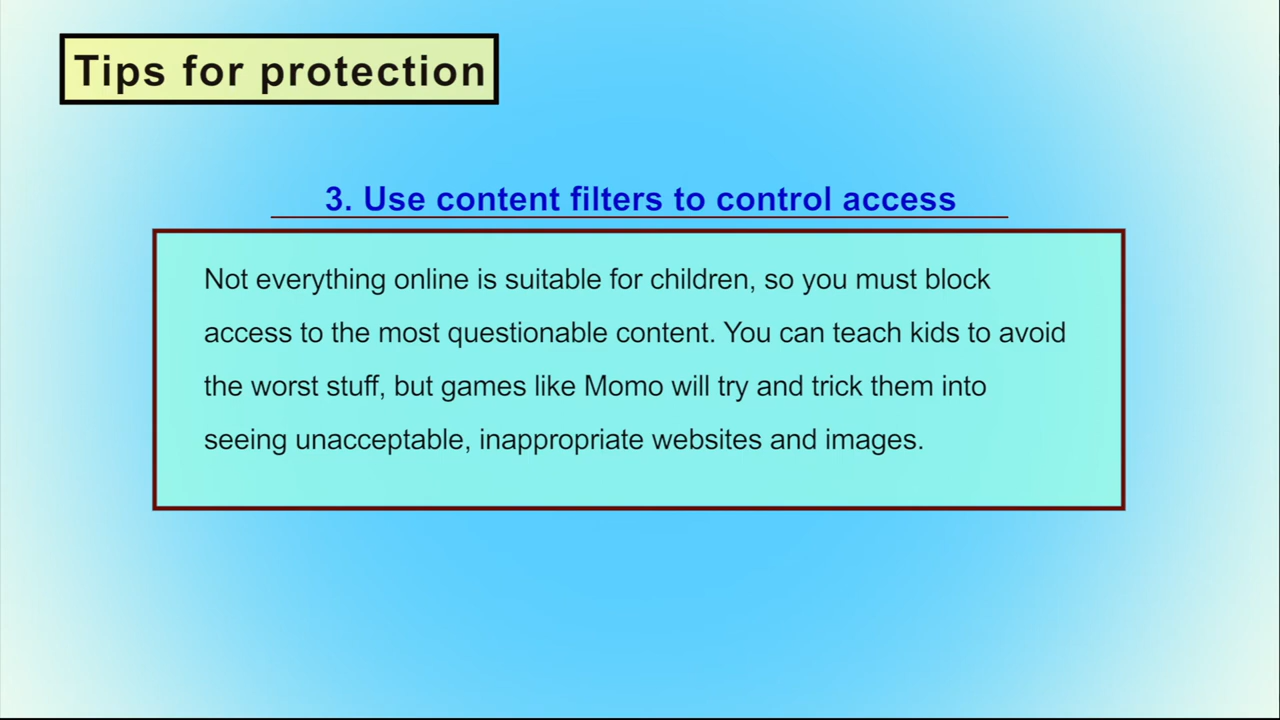 Tips for protection
3. Use content filters to control access
Not everything online is suitable for children, so you must block
access to the most questionable content. You can teach kids to avoid
the worst stuff, but games like Momo will try and trick them into
seeing unacceptable, inappropriate websites and images.